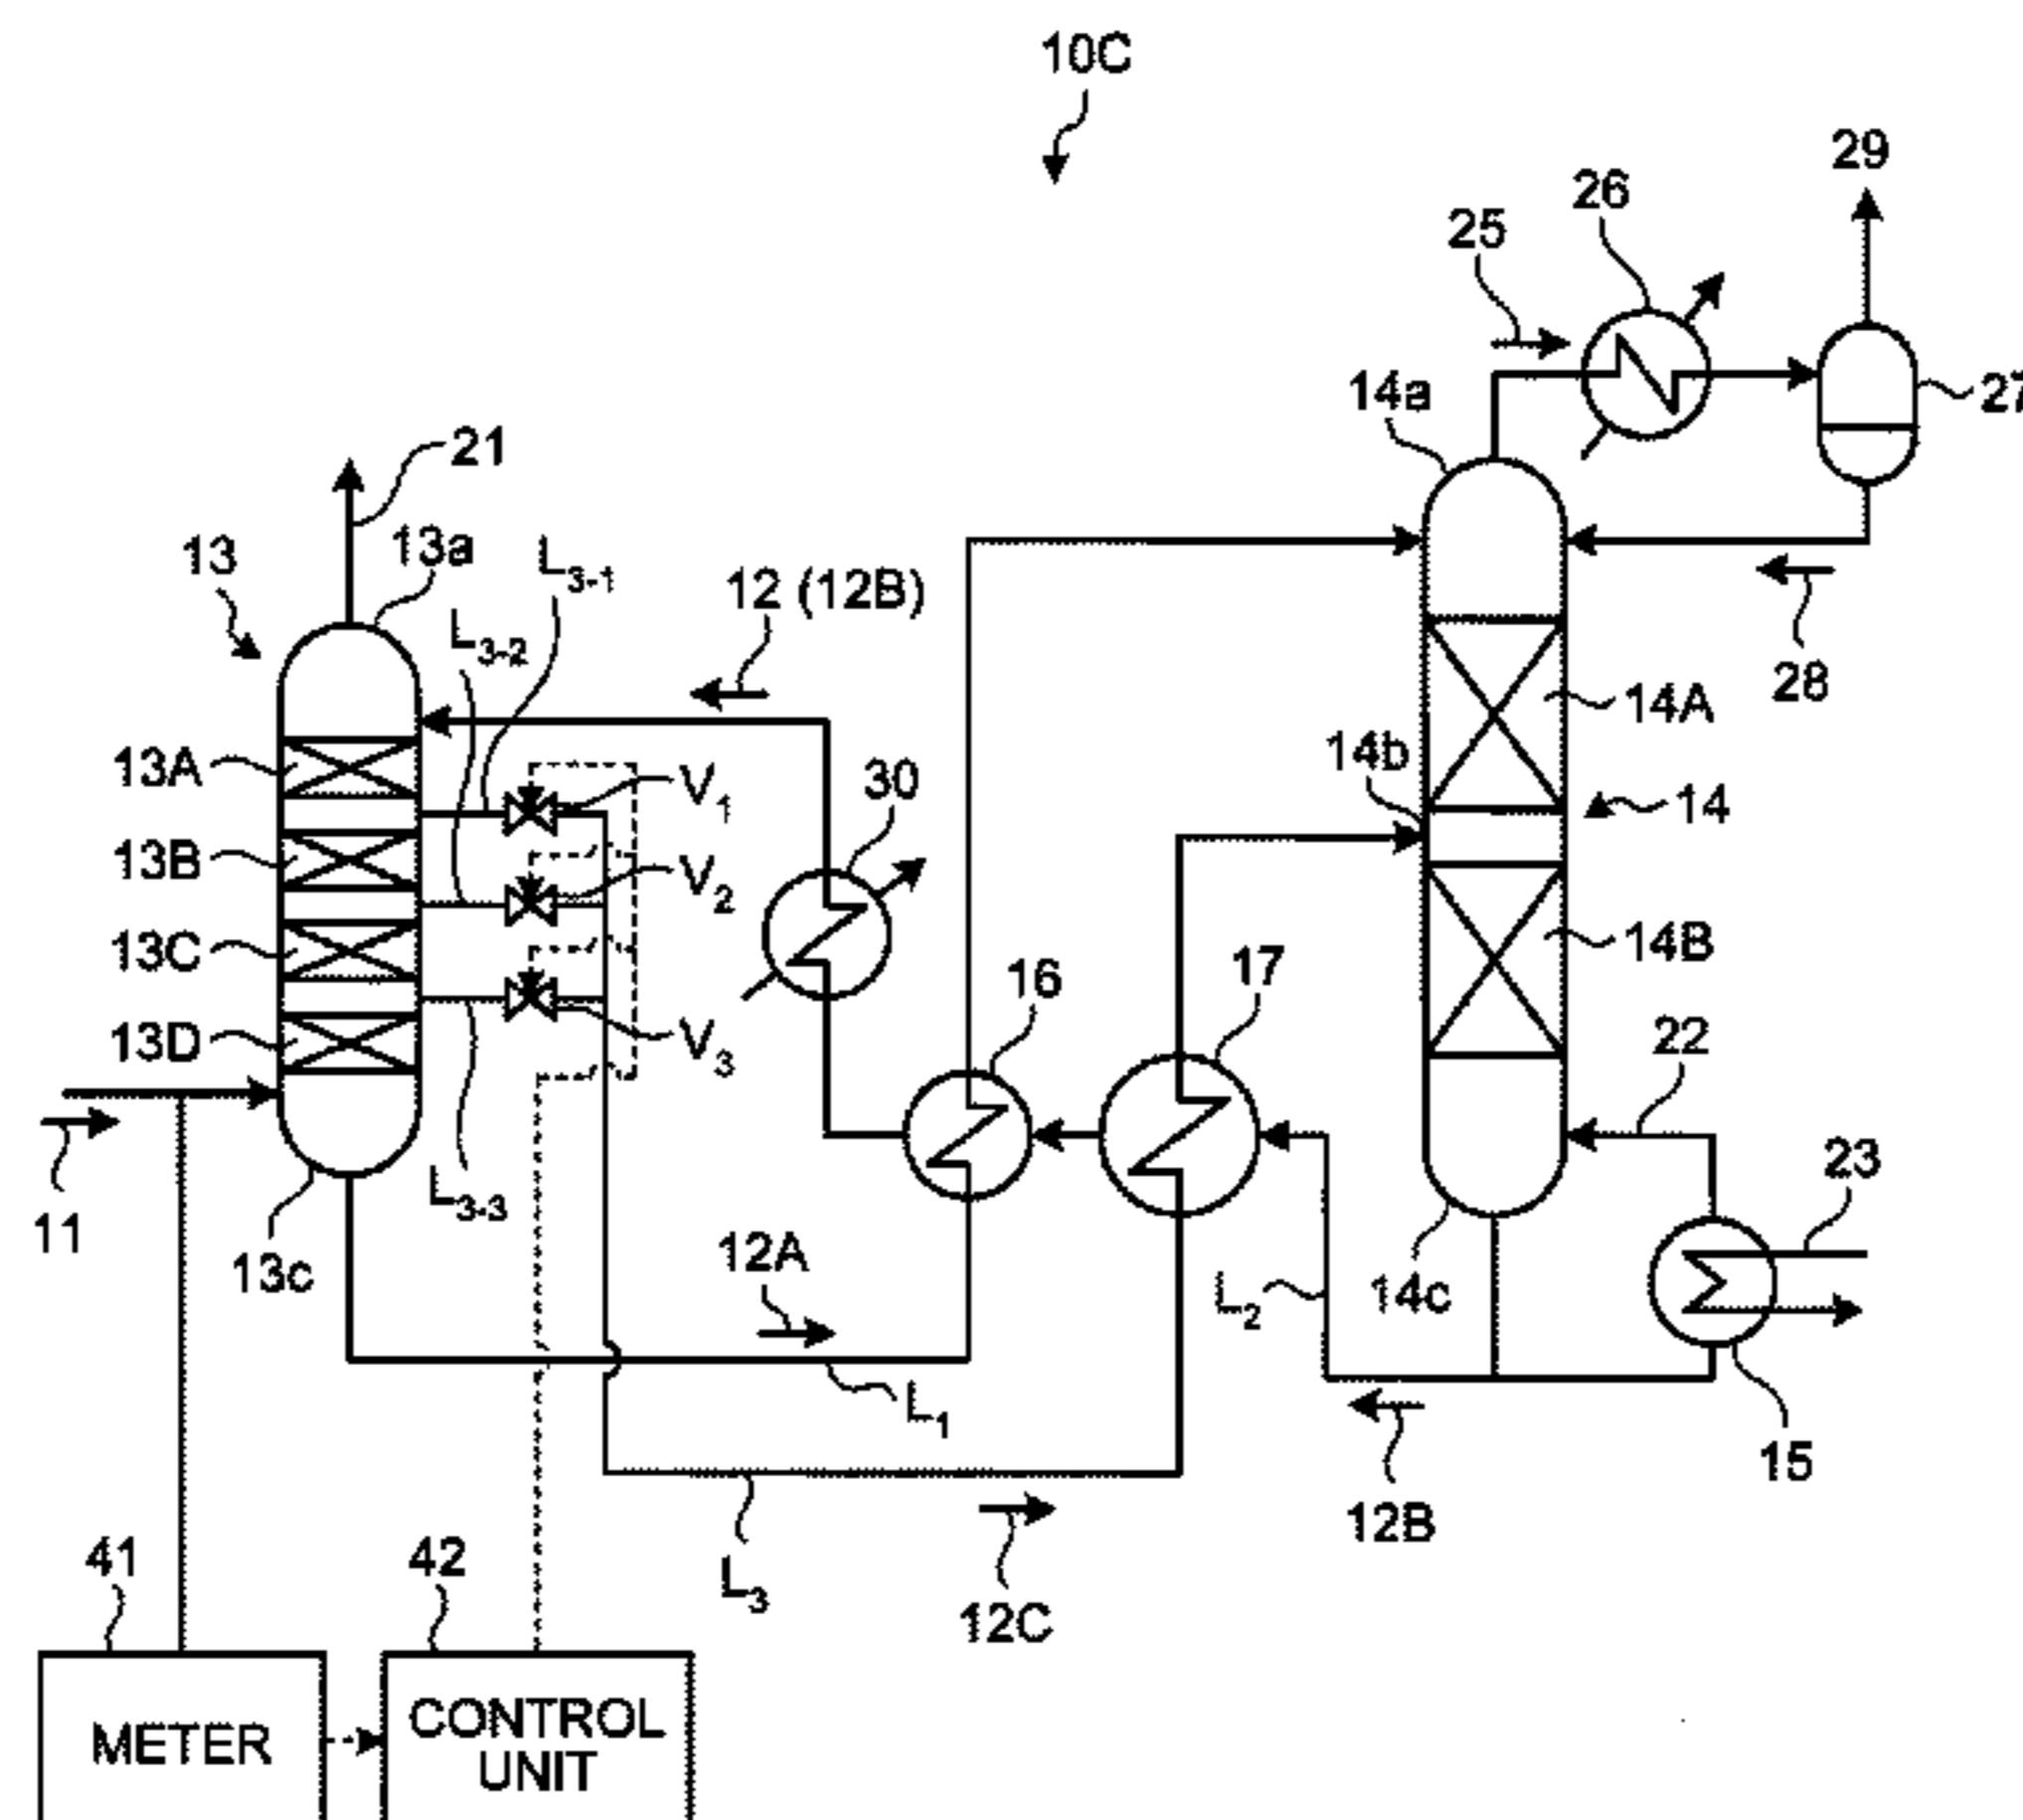 10C
29
26
25
27
14a
21
13a
13
L3-1
12 (12B)
L3-2
28
14A
13A
14b
V1
30
14
13B
V2
14B
13C
16
17
13D
V3
22
23
11
L3-3
13c
12A
L2
14c
L1
15
12B
41
42
L3
12C
METER
CONTROL
UNIT